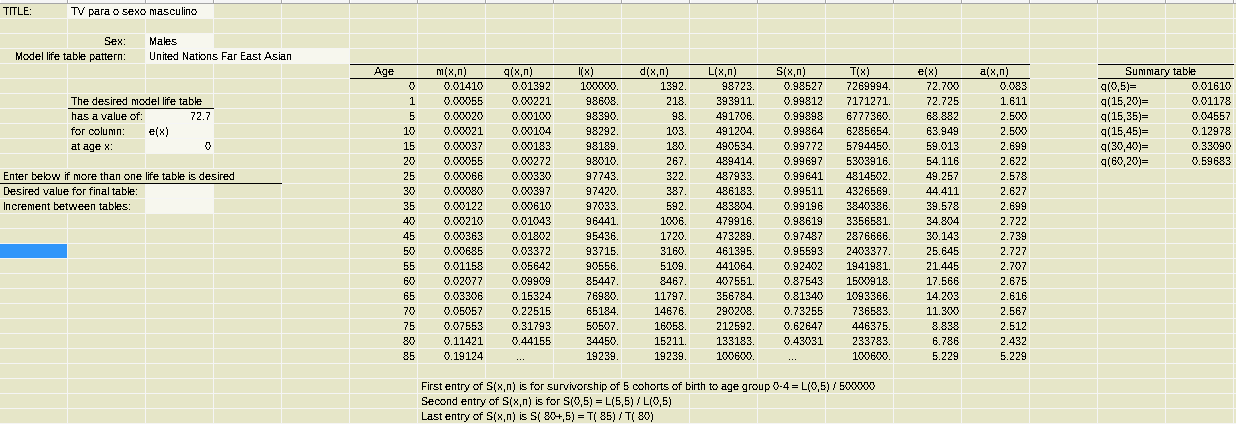 TITLE: TV para o sexo masculino
Sex: Males
Model life table pattern: United Nations Far East Asian
Age m(x,n) q(x,n) l(x) d(x,n) L(x,n) S(x,n) T(x) e(x) a(x,n) Summary table
0 0.01410 0.01392 100000. 1392. 98723. 0.98527 7269994. 72.700 0.083 q(0,5)= 0.01610
The desired model life table 1 0.00055 0.00221 98608. 218. 393911. 0.99812 7171271. 72.725 1.611 q(15,20)= 0.01178
has a value of: 72.7 5 0.00020 0.00100 98390. 98. 491706. 0.99898 6777360. 68.882 2.500 q(15,35)= 0.04557
for column: e(x) 10 0.00021 0.00104 98292. 103. 491204. 0.99864 6285654. 63.949 2.500 q(15,45)= 0.12978
at age x: 0 15 0.00037 0.00183 98189. 180. 490534. 0.99772 5794450. 59.013 2.699 q(30,40)= 0.33090
20 0.00055 0.00272 98010. 267. 489414. 0.99697 5303916. 54.116 2.622 q(60,20)= 0.59683
Enter below if more than one life table is desired 25 0.00066 0.00330 97743. 322. 487933. 0.99641 4814502. 49.257 2.578
Desired value for final table: 30 0.00080 0.00397 97420. 387. 486183. 0.99511 4326569. 44.411 2.627
Increment between tables: 35 0.00122 0.00610 97033. 592. 483804. 0.99196 3840386. 39.578 2.699
40 0.00210 0.01043 96441. 1006. 479916. 0.98619 3356581. 34.804 2.722
45 0.00363 0.01802 95436. 1720. 473289. 0.97487 2876666. 30.143 2.739
50 0.00685 0.03372 93715. 3160. 461395. 0.95593 2403377. 25.645 2.727
55 0.01158 0.05642 90556. 5109. 441064. 0.92402 1941981. 21.445 2.707
60 0.02077 0.09909 85447. 8467. 407551. 0.87543 1500918. 17.566 2.675
65 0.03306 0.15324 76980. 11797. 356784. 0.81340 1093366. 14.203 2.616
70 0.05057 0.22515 65184. 14676. 290208. 0.73255 736583. 11.300 2.567
75 0.07553 0.31793 50507. 16058. 212592. 0.62647 446375. 8.838 2.512
80 0.11421 0.44155 34450. 15211. 133183. 0.43031 233783. 6.786 2.432
85 0.19124 ... 19239. 19239. 100600. ... 100600. 5.229 5.229
First entry of S(x,n) is for survivorship of 5 cohorts of birth to age group 0-4 = L(0,5) / 500000
Second entry of S(x,n) is for S(0,5) = L(5,5) / L(0,5)
Last entry of S(x,n) is S( 80+,5) = T( 85) / T( 80)